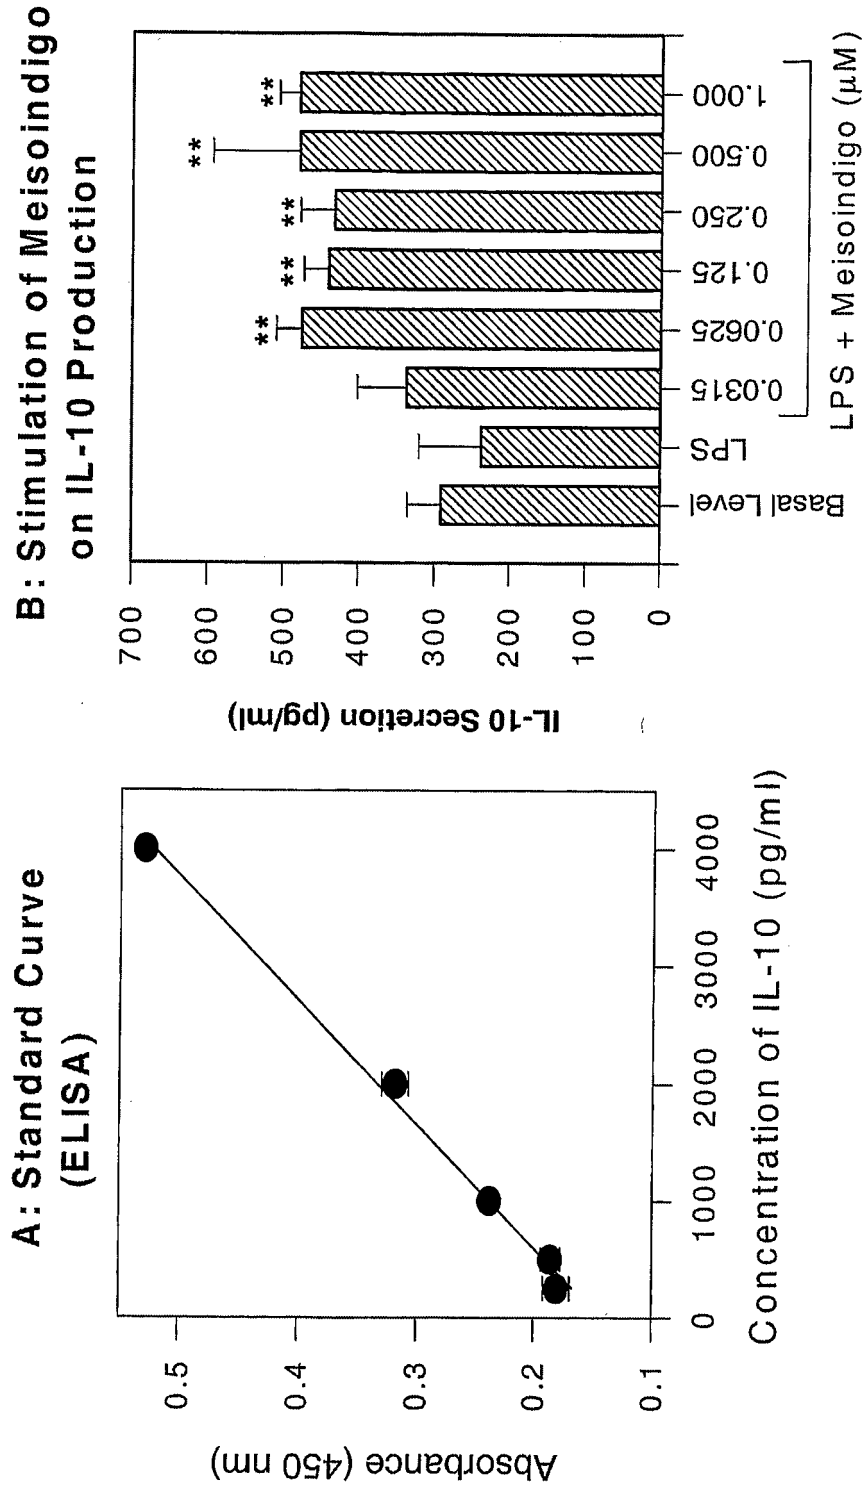 A: Standard Curve
(ELISA)
Absorbance (450 nm)
0.5
0.4
0.3
0.2
0.1
0 1000 2000 3000 4000
Concentration of IL-10 (pg/ml)
B: Stimulation of Meisoindigo
on IL-10 Production
IL-10 Secretion (pg/ml)
700
600
500
400
300
200
100
0
** ** ** ** **
Basal Level LPS 0.0315 0.0625 0.125 0.250 0.500 1.000
LPS + Meisoindigo (µM)